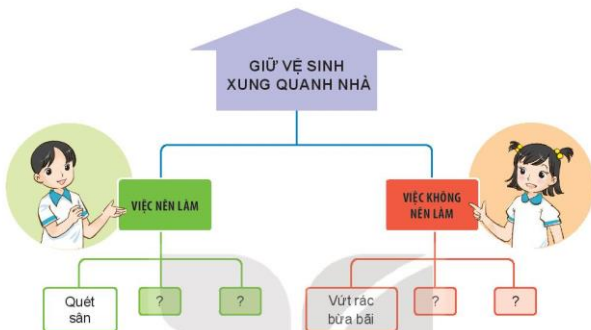 GIỮ VỆ SINH
XUNG QUANH NHÀ
VIỆC NÊN LÀM
VIỆC KHÔNG
NÊN LÀM
Quét
sân
?
?
Vứt rác
bừa bãi
?
?